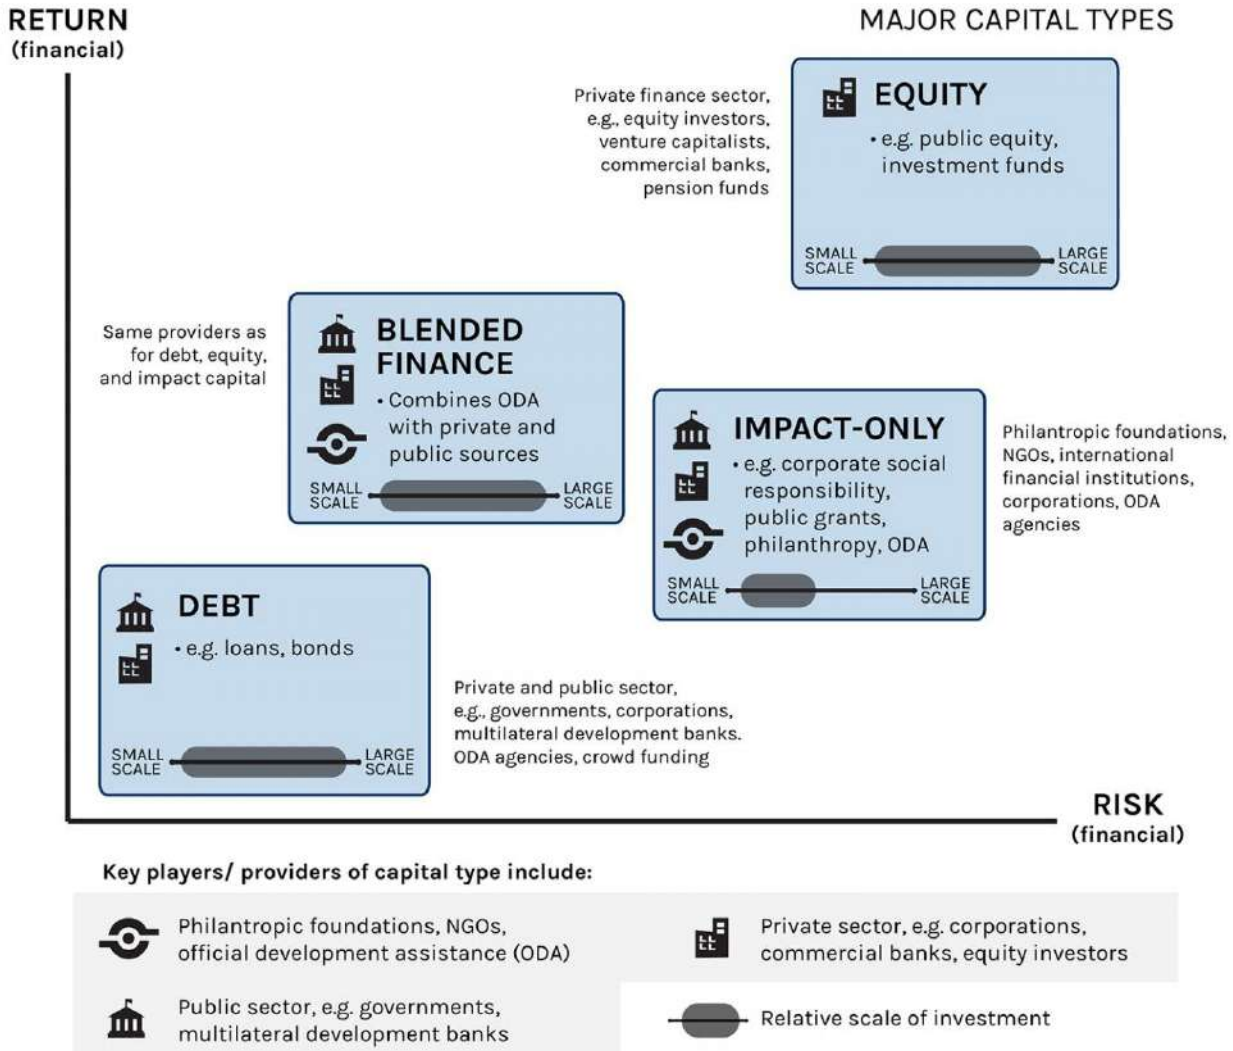 RETURN
(financial)
MAJOR CAPITAL TYPES
Private finance sector,
e.g., equity investors,
venture capitalists,
commercial banks,
pension funds
EQUITY
• e.g. public equity,
investment funds
SMALL
SCALE
LARGE
SCALE
Same providers as
for debt, equity,
and impact capital
BLENDED
FINANCE
• Combines ODA
with private and
public sources
SMALL
SCALE
LARGE
SCALE
IMPACT-ONLY
• e.g. corporate social
responsibility,
public grants,
philanthropy, ODA
SMALL
SCALE
LARGE
SCALE
Philantropic foundations,
NGOs, international
financial institutions,
corporations, ODA
agencies
DEBT
• e.g. loans, bonds
SMALL
SCALE
LARGE
SCALE
Private and public sector,
e.g., governments, corporations,
multilateral development banks.
ODA agencies, crowd funding
RISK
(financial)
Key players/ providers of capital type include:
Philantropic foundations, NGOs,
official development assistance (ODA)
Private sector, e.g. corporations,
commercial banks, equity investors
Public sector, e.g. governments,
multilateral development banks
Relative scale of investment